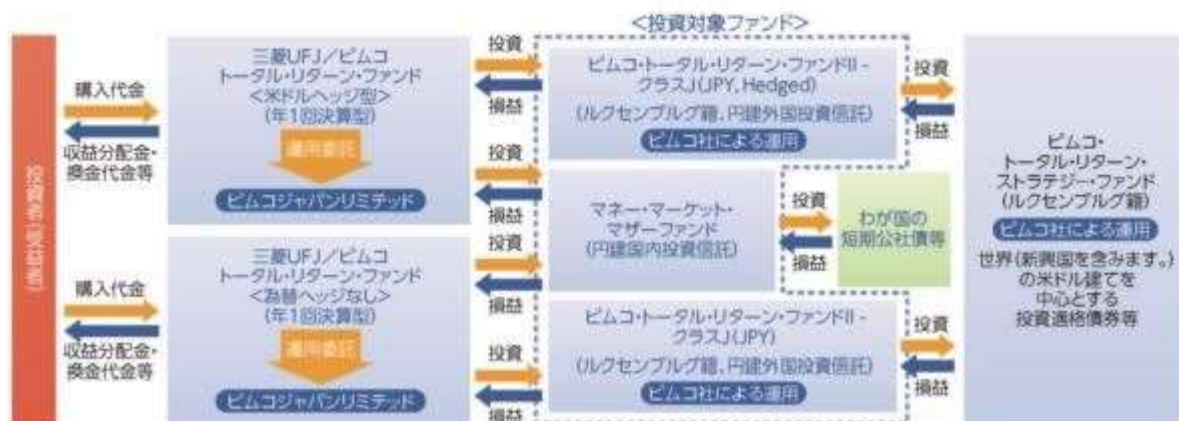 <投資対象ファンド>
投資者(受益者)
購入代金
収益分配金・
換金代金等
購入代金
収益分配金・
換金代金等
三菱UFJ/ピムコ
トータル・リターン・ファンド
<米ドルヘッジ型>
(年1回決算型)
運用委託
ピムコジャパンリミテッド
三菱UFJ/ピムコ
トータル・リターン・ファンド
<為替ヘッジなし>
(年1回決算型)
運用委託
ピムコジャパンリミテッド
投資
損益
投資
損益
投資
損益
投資
損益
ピムコ・トータル・リターン・ファンドII -
クラスJ(JPY, Hedged)
(ルクセンブルグ籍、円建外国投資信託)
ピムコ社による運用
マネー・マーケット・
マザーファンド
(円建国内投資信託)
投資
損益
わが国の
短期公社債等
ピムコ・トータル・リターン・ファンドII -
クラスJ(JPY)
(ルクセンブルグ籍、円建外国投資信託)
ピムコ社による運用
投資
損益
投資
損益
ピムコ・
トータル・リターン・
ストラテジー・ファンド
(ルクセンブルグ籍)
ピムコ社による運用
世界(新興国を含みます。)
の米ドル建てを
中心とする
投資適格債券等